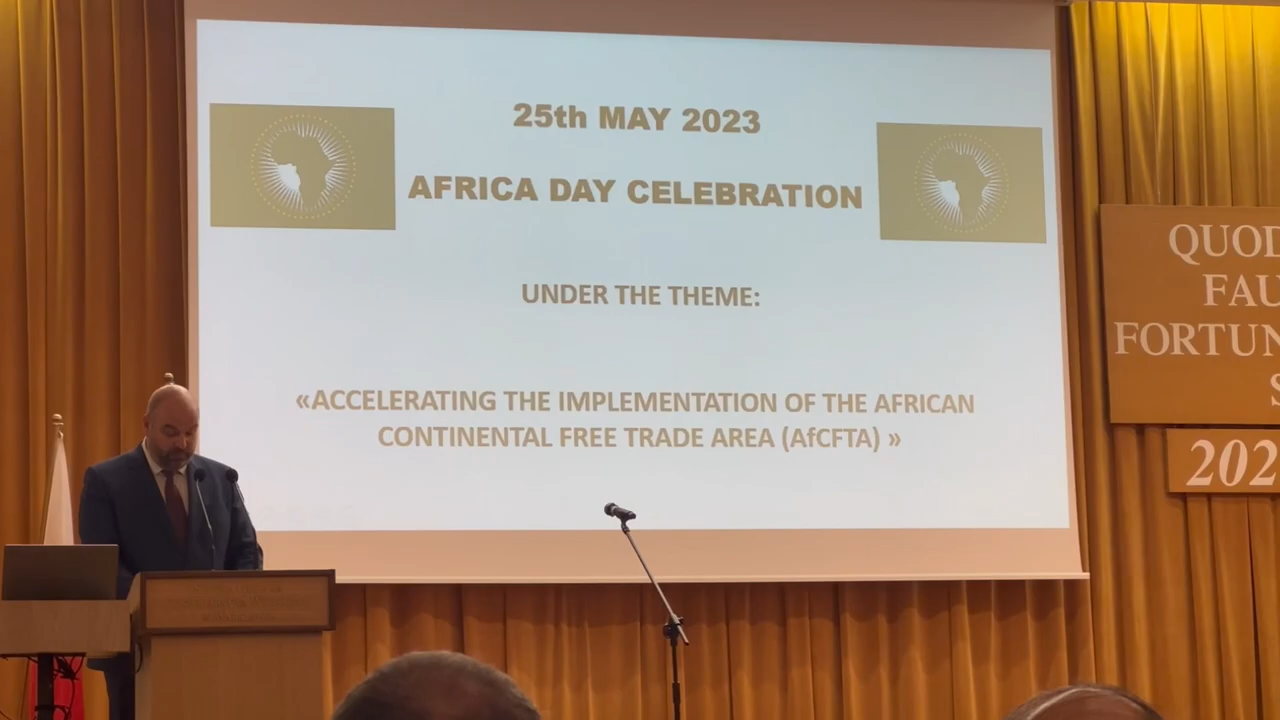 25th MAY 2023
AFRICA DAY CELEBRATION
UNDER THE THEME:
«ACCELERATING THE IMPLEMENTATION OF THE AFRICAN
CONTINENTAL FREE TRADE AREA (AfCFTA) »
QUOD
FAU
FORTUN
S
202